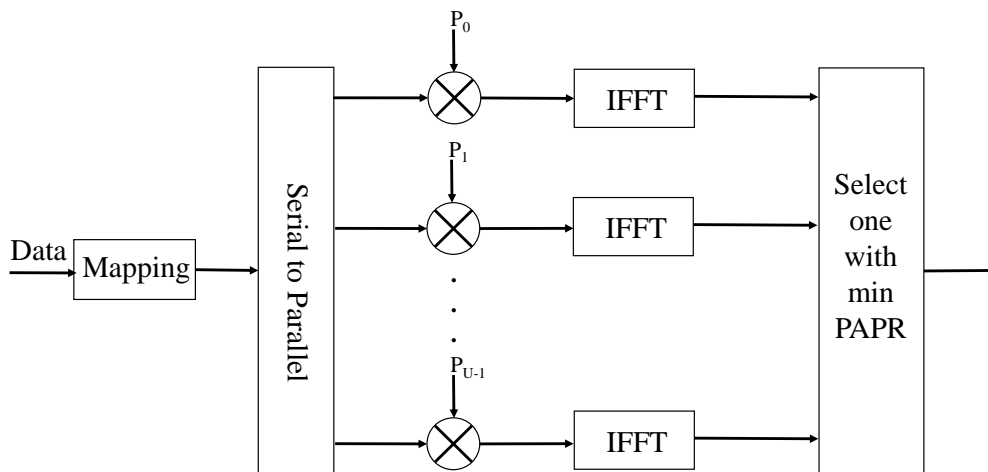 P0
IFFT
P1
IFFT
Data
Mapping
Serial to Parallel
Select
one
with
min
PAPR
PU-1
IFFT